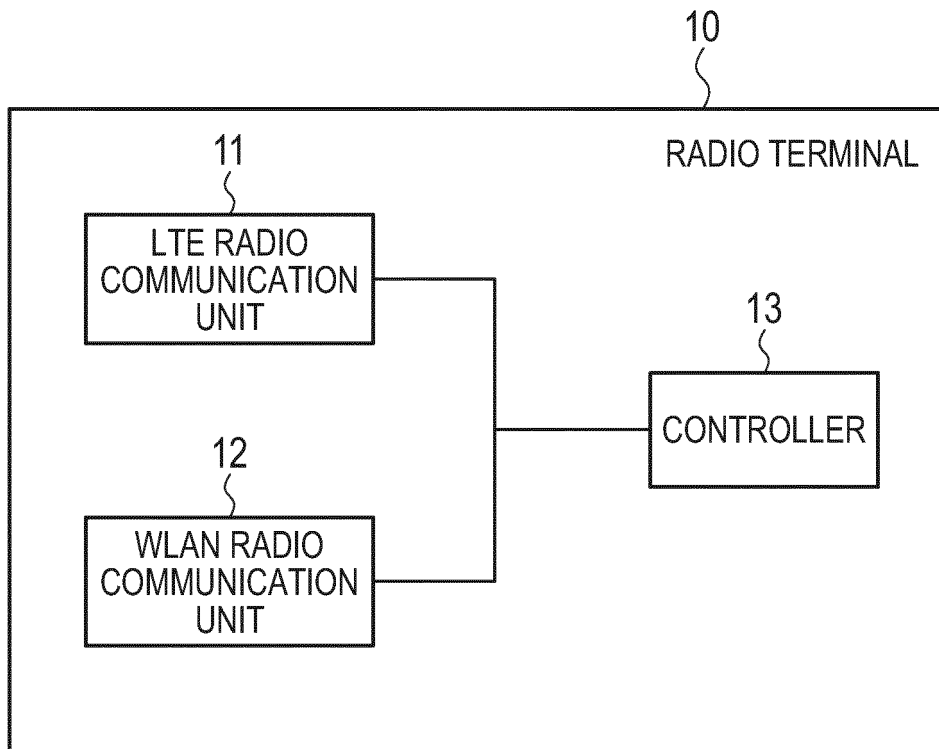 10
RADIO TERMINAL
11
LTE RADIO
COMMUNICATION
UNIT
13
CONTROLLER
12
WLAN RADIO
COMMUNICATION
UNIT